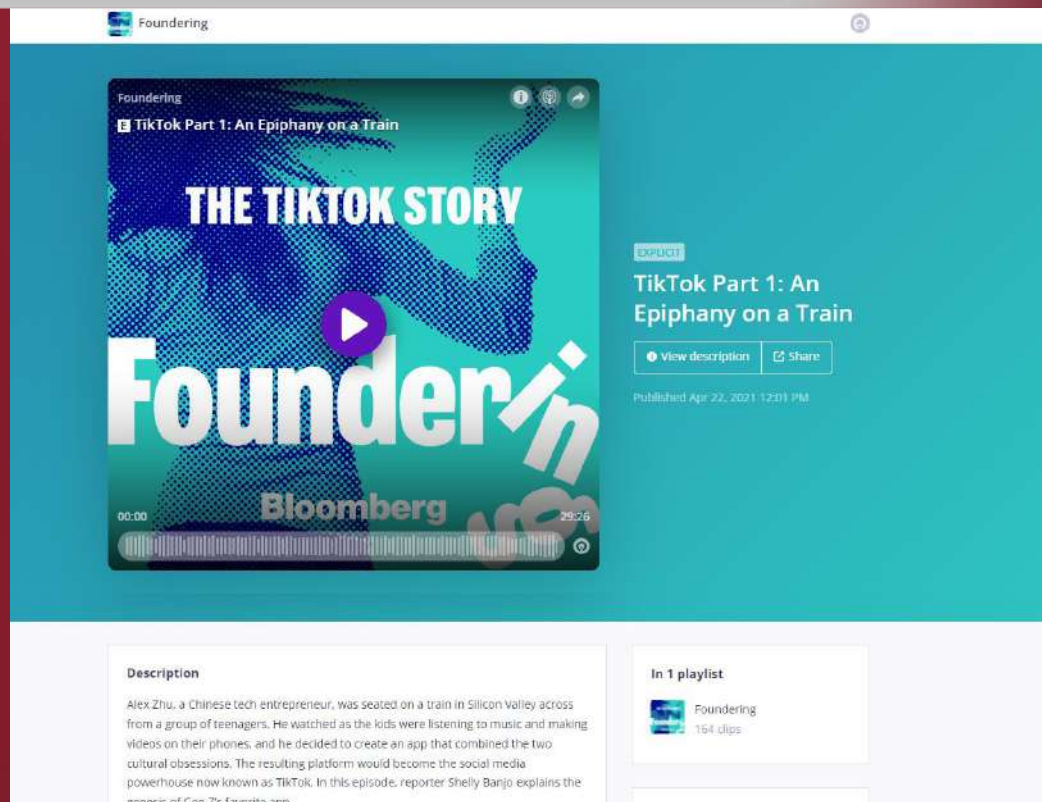 Foundering
Foundering
E TikTok Part 1: An Epiphany on a Train
THE TIKTOK STORY
Foundering
Bloomberg
00:00
29:26
EXPLICIT
TikTok Part 1: An
Epiphany on a Train
View description
Share
Published Apr 22, 2021 12:01 PM
Description
Alex Zhu, a Chinese tech entrepreneur, was seated on a train in Silicon Valley across
from a group of teenagers. He watched as the kids were listening to music and making
videos on their phones, and he decided to create an app that combined the two
cultural obsessions. The resulting platform would become the social media
powerhouse now known as TikTok. In this episode, reporter Shelly Banjo explains the
genesis of Gen Z's favorite app.
In 1 playlist
Foundering
164 clips